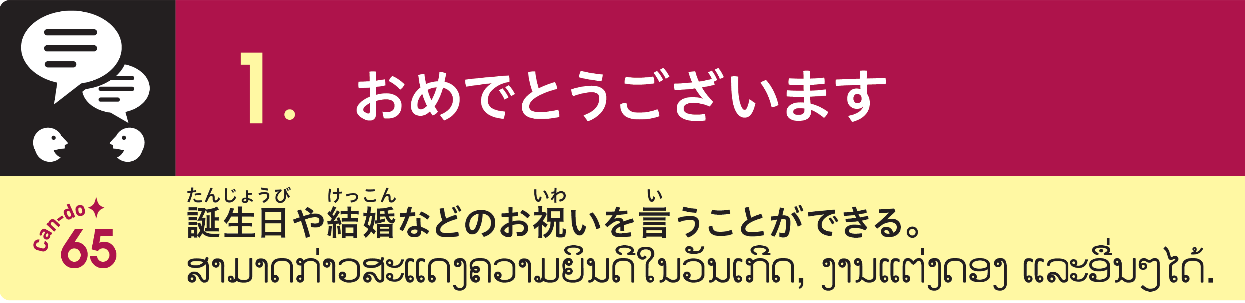 1. おめでとうございます
Can-do 65
たんじょうび けっこん いわ い
誕生日や結婚などのお祝いを言うことができる。
ສາມາດກ່າວສະແດງຄວາມຍິນດີໃນວັນເກີດ, ງານແຕ່ງດອງ ແລະອື່ນໆໄດ້.